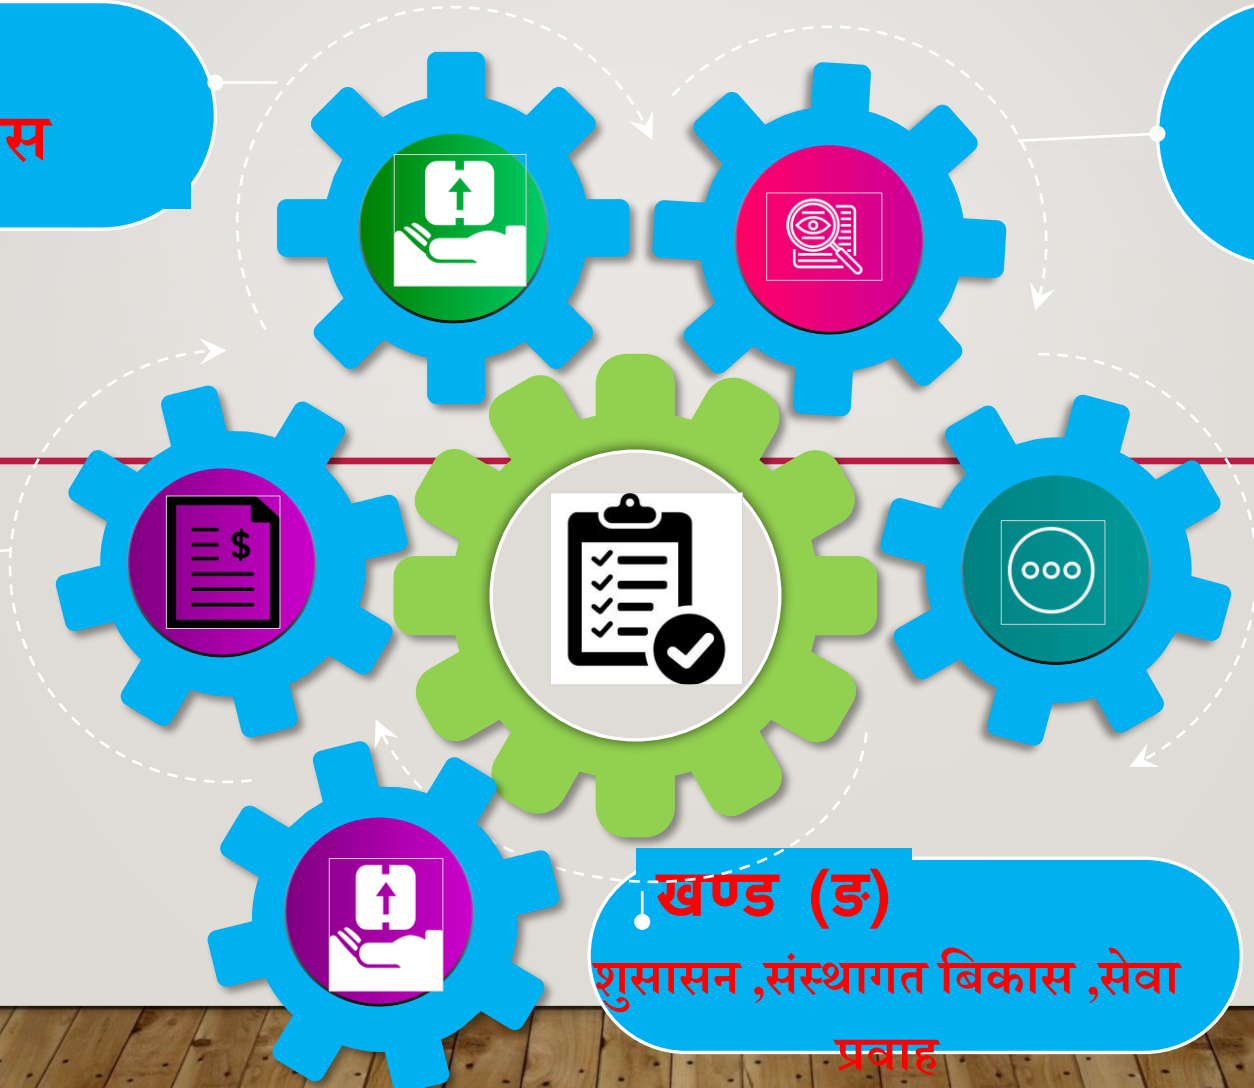 स
खण्ड (ङ)
शुसासन ,संस्थागत बिकास ,सेवा
प्रवाह
$